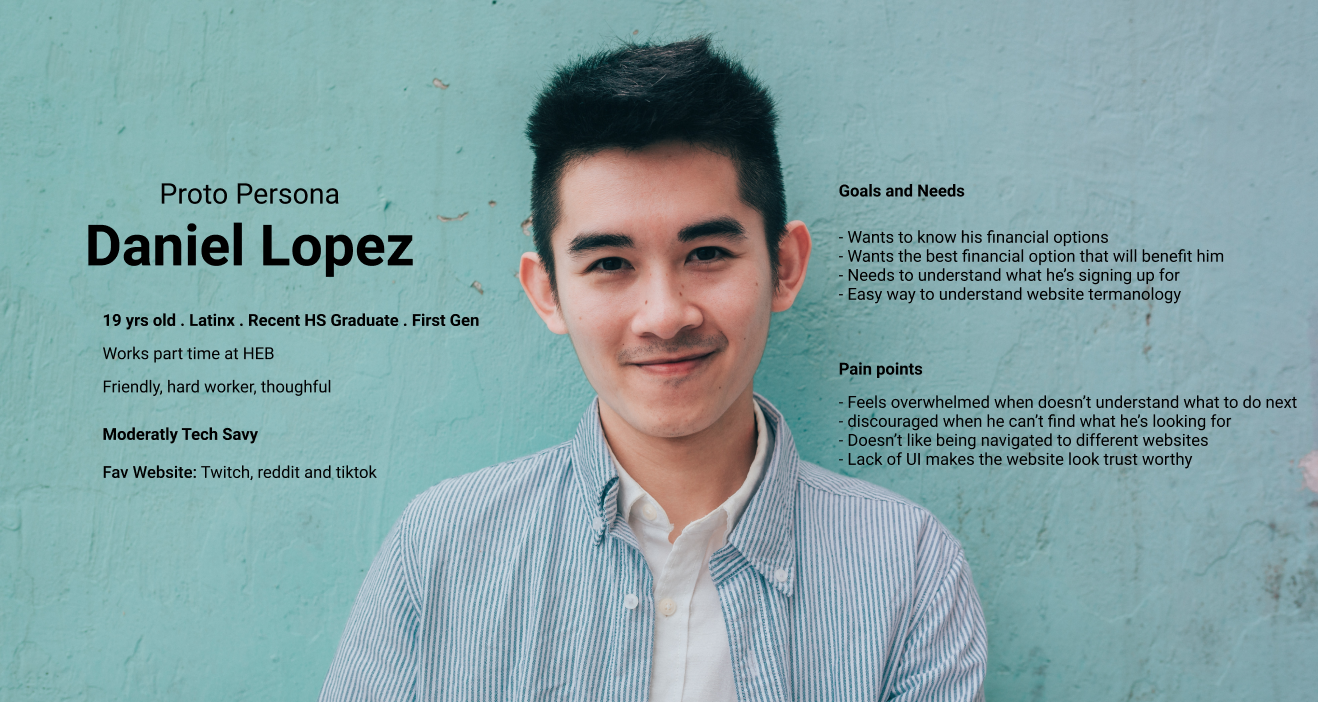 Proto Persona
Daniel Lopez
19 yrs old . Latinx . Recent HS Graduate . First Gen
Works part time at HEB
Friendly, hard worker, thoughful
Moderatly Tech Savy
Fav Website: Twitch, reddit and tiktok
Goals and Needs
- Wants to know his financial options
- Wants the best financial option that will benefit him
- Needs to understand what he’s signing up for
- Easy way to understand website termanology
Pain points
- Feels overwhelmed when doesn’t understand what to do next
- discouraged when he can’t find what he’s looking for
- Doesn’t like being navigated to different websites
- Lack of UI makes the website look trust worthy